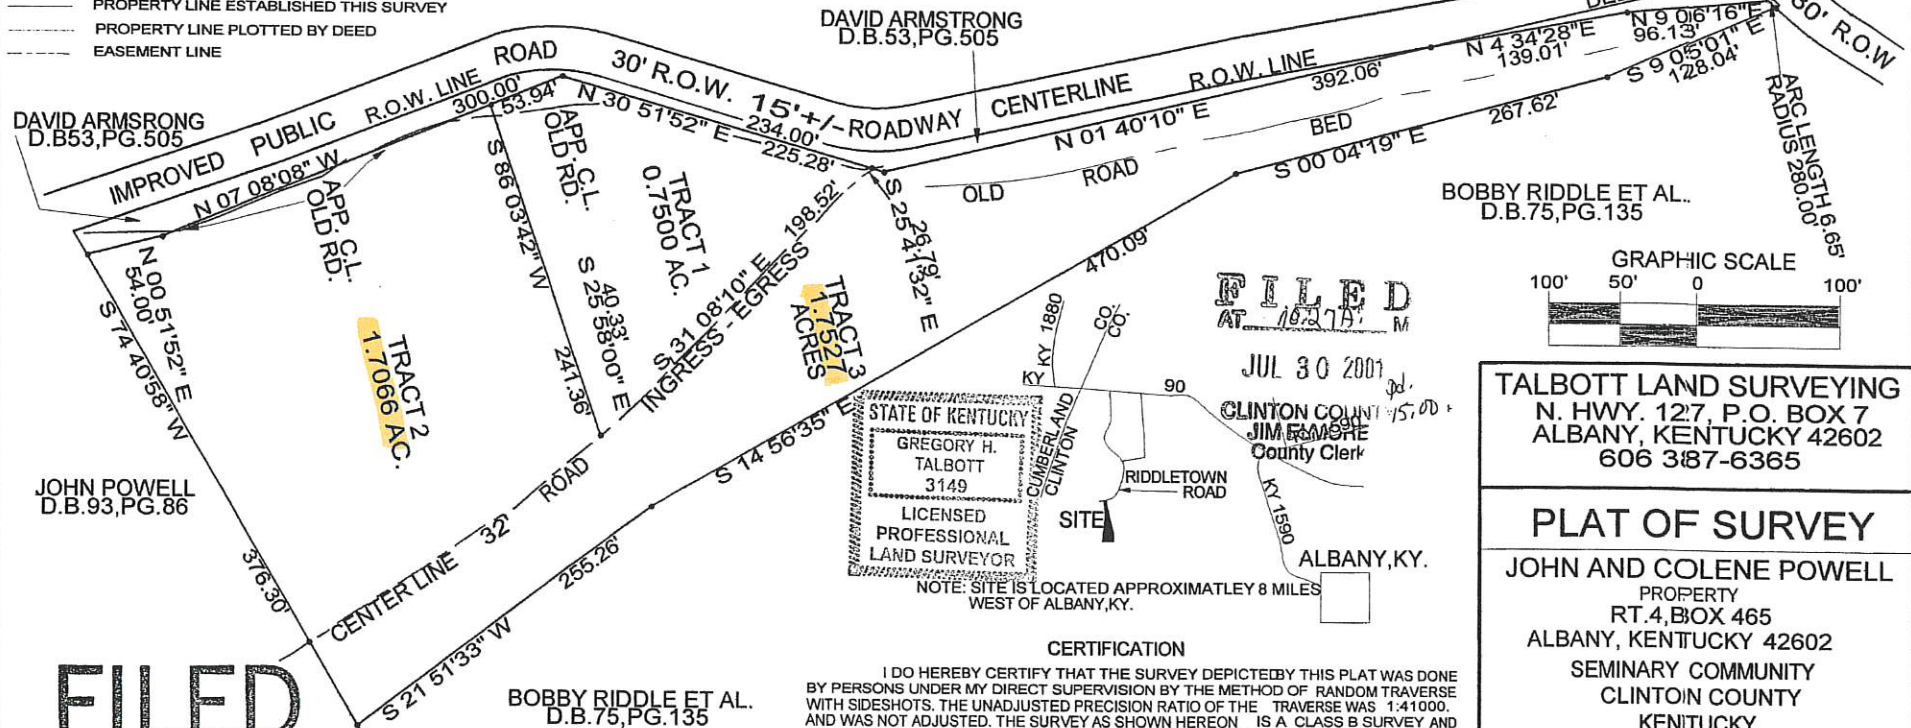 PROPERTY LINE ESTABLISHED THIS SURVEY
PROPERTY LINE PLOTTED BY DEED
EASEMENT LINE
DAVID ARMSRONG
D.B53,PG.505
DAVID ARMSTRONG
D.B.53,PG.505
IMPROVED PUBLIC ROAD
R.O.W. LINE
300.00'
53.94'
30' R.O.W.
15'+/-ROADWAY CENTERLINE
R.O.W. LINE
392.06'
N 4 34'28"E
139.01'
N 9 06'16"E
96.13'
S 9 05'01" E
128.04'
30' R.O.W
ARC LENGTH 6.65'
RADIUS 280.00'
N 07 08'08" W
N 30 51'52" E
234.00'
225.28'
N 01 40'10" E
267.62'
S 00 04'19" E
OLD ROAD BED
APP. C.L.
OLD RD.
APP. C.L.
OLD RD.
S 86 03'42" W
241.36'
TRACT 1
0.7500 AC.
S 25 58'00" E
40.33'
S 31 08'10" E
198.52'
INGRESS - EGRESS
S 25 41'32" E
26.79'
TRACT 3
1.7527
ACRES
470.09'
S 14 56'35" E
N 00 51'52" E
54.00'
S 74 40'58" W
376.30'
TRACT 2
1.7066 AC.
JOHN POWELL
D.B.93,PG.86
CENTER LINE 32' ROAD
255.26'
S 21 51'33" W
BOBBY RIDDLE ET AL.
D.B.75,PG.135
BOBBY RIDDLE ET AL..
D.B.75,PG.135
GRAPHIC SCALE
100' 50' 0 100'
FILED
AT 10:27A. M
JUL 30 2001
pd.
15.00
CLINTON COUNTY
JIM ELMORE
County Clerk
STATE OF KENTUCKY
GREGORY H.
TALBOTT
3149
LICENSED
PROFESSIONAL
LAND SURVEYOR
KY 1880
CO.
CO.
KY 90
CUMBERLAND
CLINTON
RIDDLETOWN
ROAD
SITE
KY 1590
ALBANY,KY.
NOTE: SITE IS LOCATED APPROXIMATLEY 8 MILES
WEST OF ALBANY,KY.
CERTIFICATION
I DO HEREBY CERTIFY THAT THE SURVEY DEPICTEDBY THIS PLAT WAS DONE
BY PERSONS UNDER MY DIRECT SUPERVISION BY THE METHOD OF RANDOM TRAVERSE
WITH SIDESHOTS. THE UNADJUSTED PRECISION RATIO OF THE TRAVERSE WAS 1:41000.
AND WAS NOT ADJUSTED. THE SURVEY AS SHOWN HEREON IS A CLASS B SURVEY AND
TALBOTT LAND SURVEYING
N. HWY. 127, P.O. BOX 7
ALBANY, KENTUCKY 42602
606 387-6365
PLAT OF SURVEY
JOHN AND COLENE POWELL
PROPERTY
RT.4,BOX 465
ALBANY, KENTUCKY 42602
SEMINARY COMMUNITY
CLINTON COUNTY
KENTUCKY
FILED